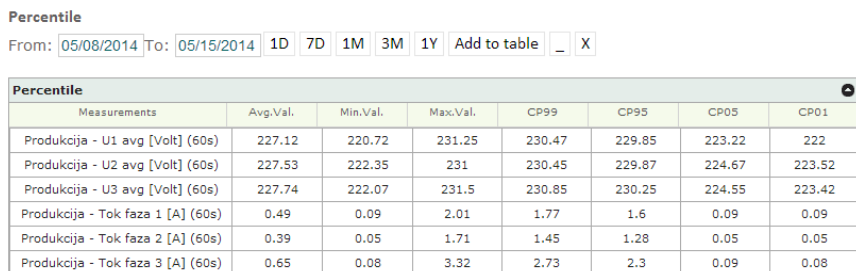 Percentile
From: 05/08/2014 To: 05/15/2014 1D 7D 1M 3M 1Y Add to table _ X
Percentile
Measurements Avg.Val. Min.Val. Max.Val. CP99 CP95 CP05 CP01
Produkcija - U1 avg [Volt] (60s) 227.12 220.72 231.25 230.47 229.85 223.22 222
Produkcija - U2 avg [Volt] (60s) 227.53 222.35 231 230.45 229.87 224.67 223.52
Produkcija - U3 avg [Volt] (60s) 227.74 222.07 231.5 230.85 230.25 224.55 223.42
Produkcija - Tok faza 1 [A] (60s) 0.49 0.09 2.01 1.77 1.6 0.09 0.09
Produkcija - Tok faza 2 [A] (60s) 0.39 0.05 1.71 1.45 1.28 0.05 0.05
Produkcija - Tok faza 3 [A] (60s) 0.65 0.08 3.32 2.73 2.3 0.09 0.08